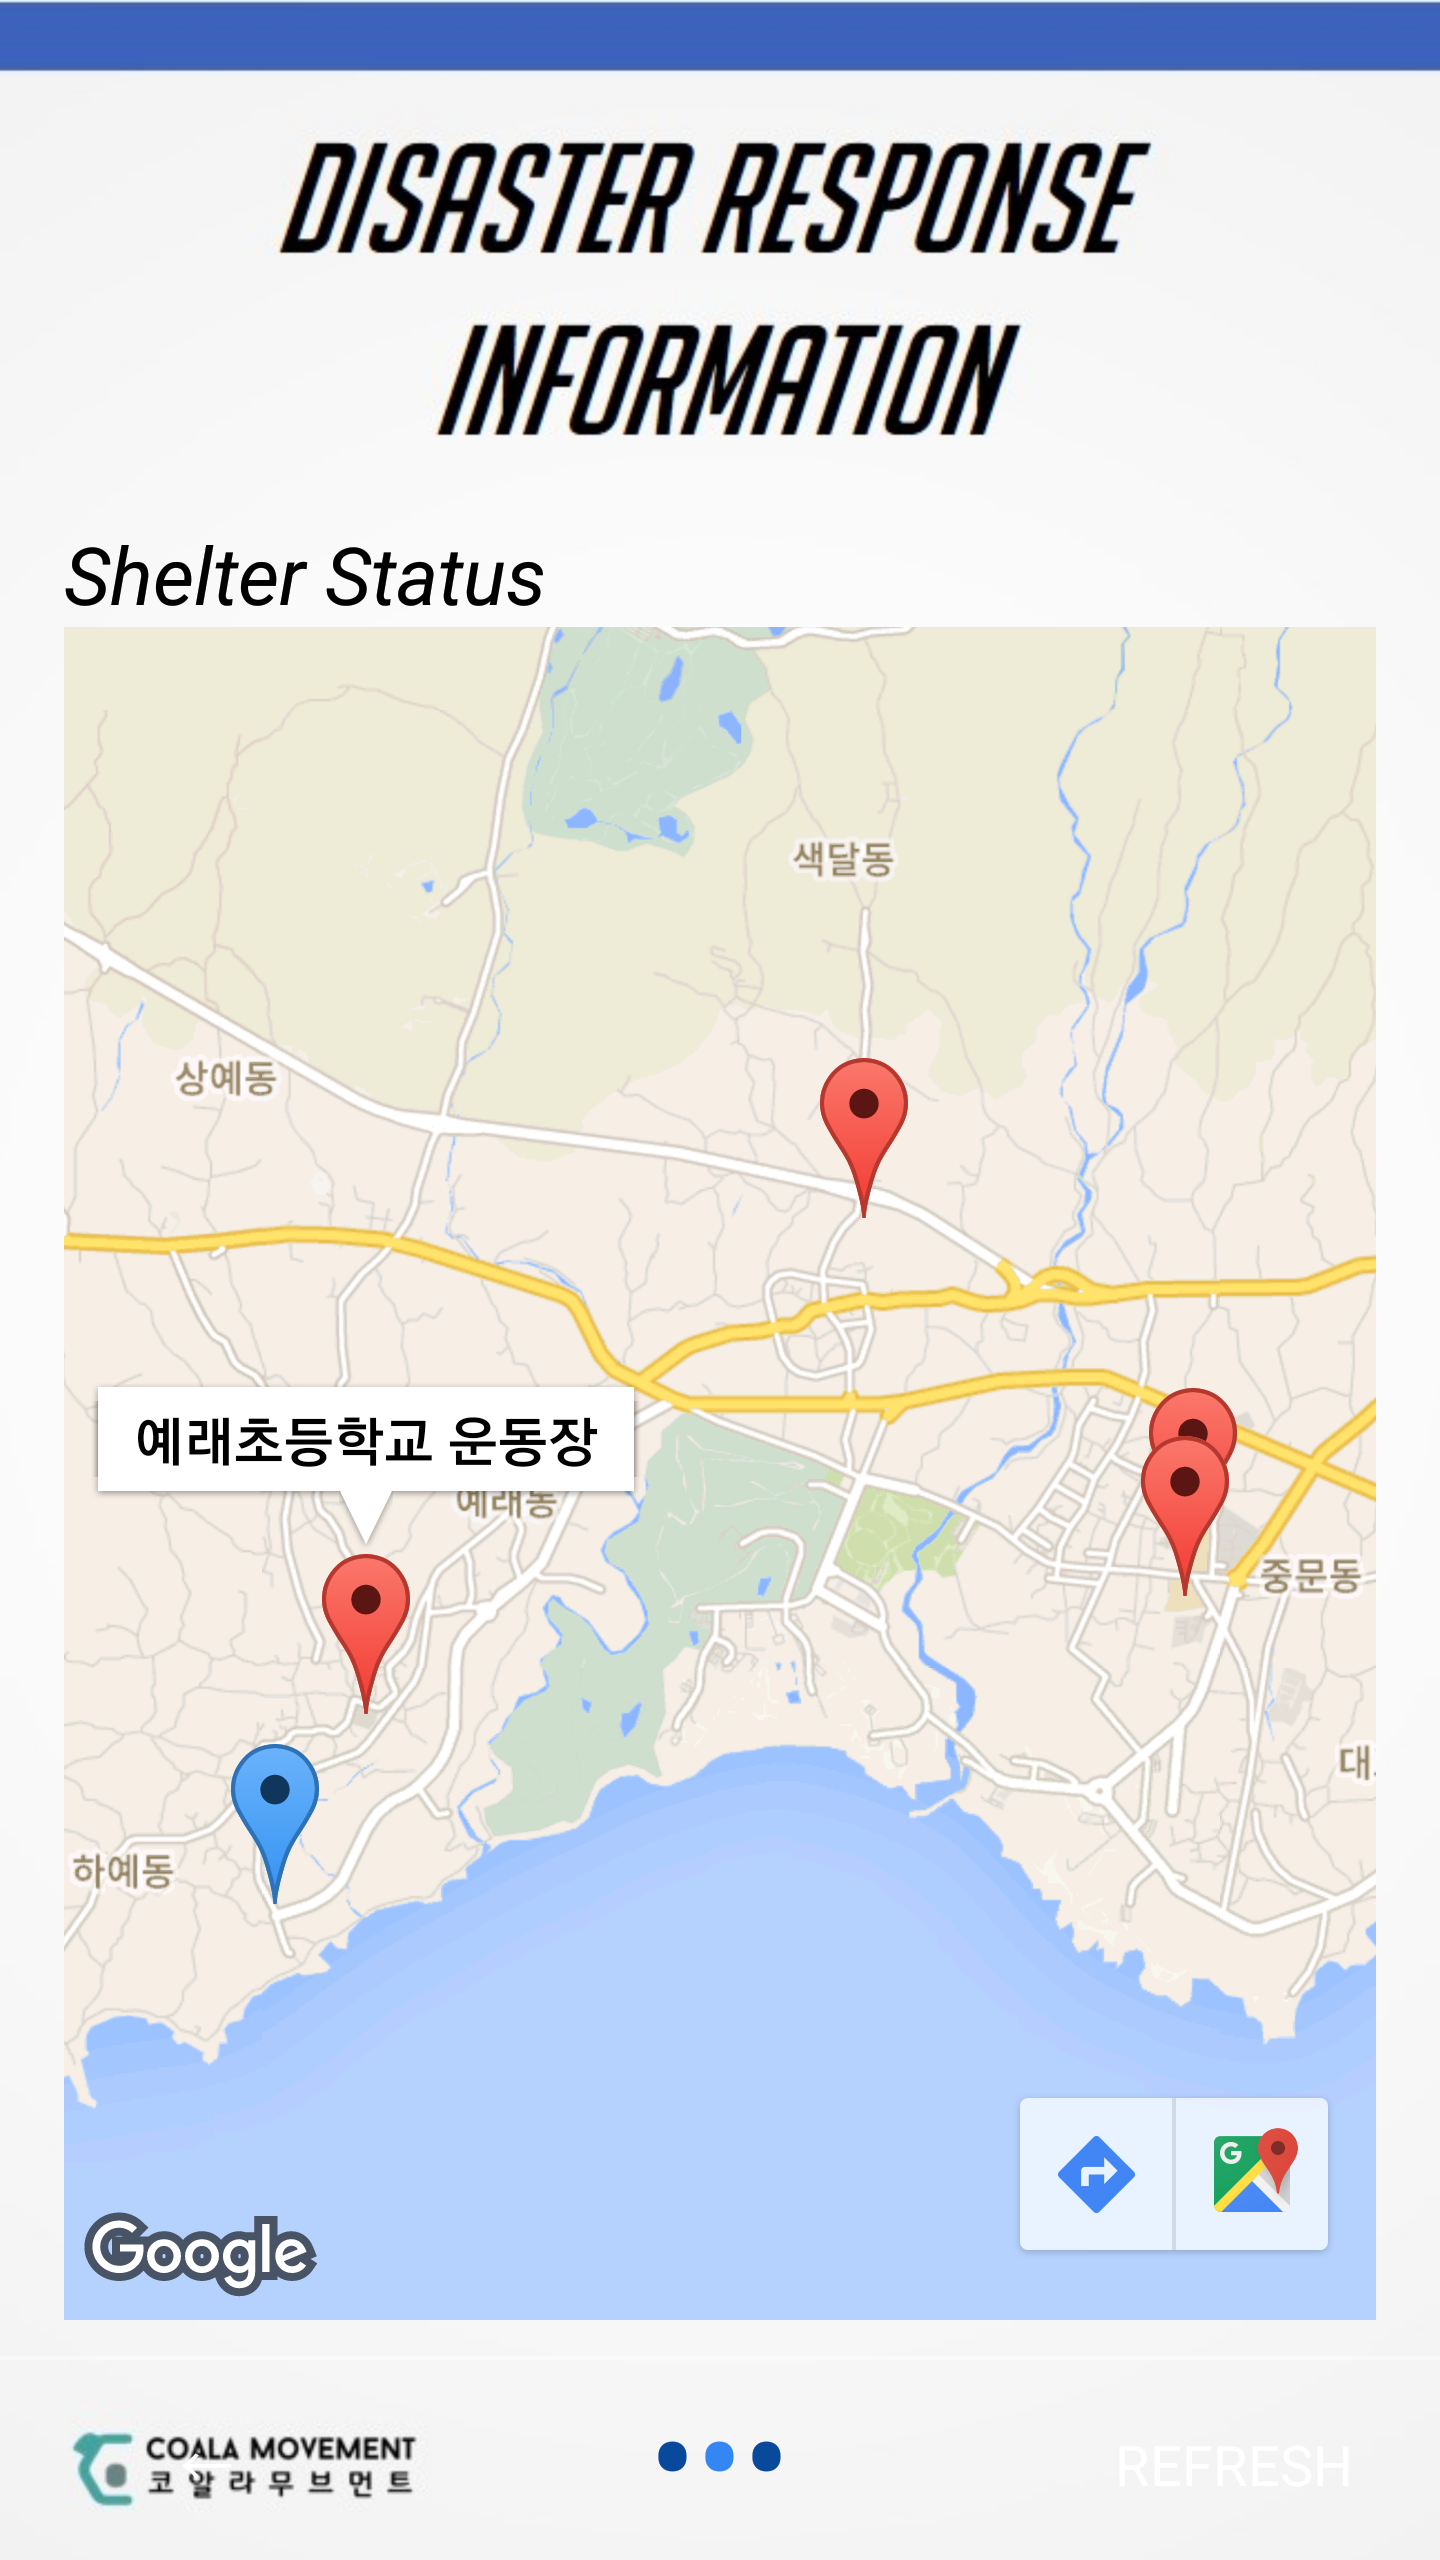 DISASTER RESPONSE
INFORMATION
Shelter Status
색달동
상예동
예래초등학교 운동장
예래동
중문동
하예동
G
Google
COALA MOVEMENT
코알라무브먼트
REFRESH